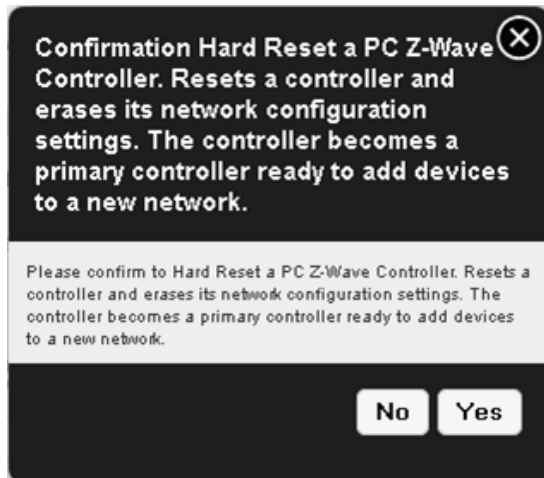 Confirmation Hard Reset a PC Z-Wave
Controller. Resets a controller and
erases its network configuration
settings. The controller becomes a
primary controller ready to add devices
to a new network.
Please confirm to Hard Reset a PC Z-Wave Controller. Resets a
controller and erases its network configuration settings. The
controller becomes a primary controller ready to add devices
to a new network.
No Yes